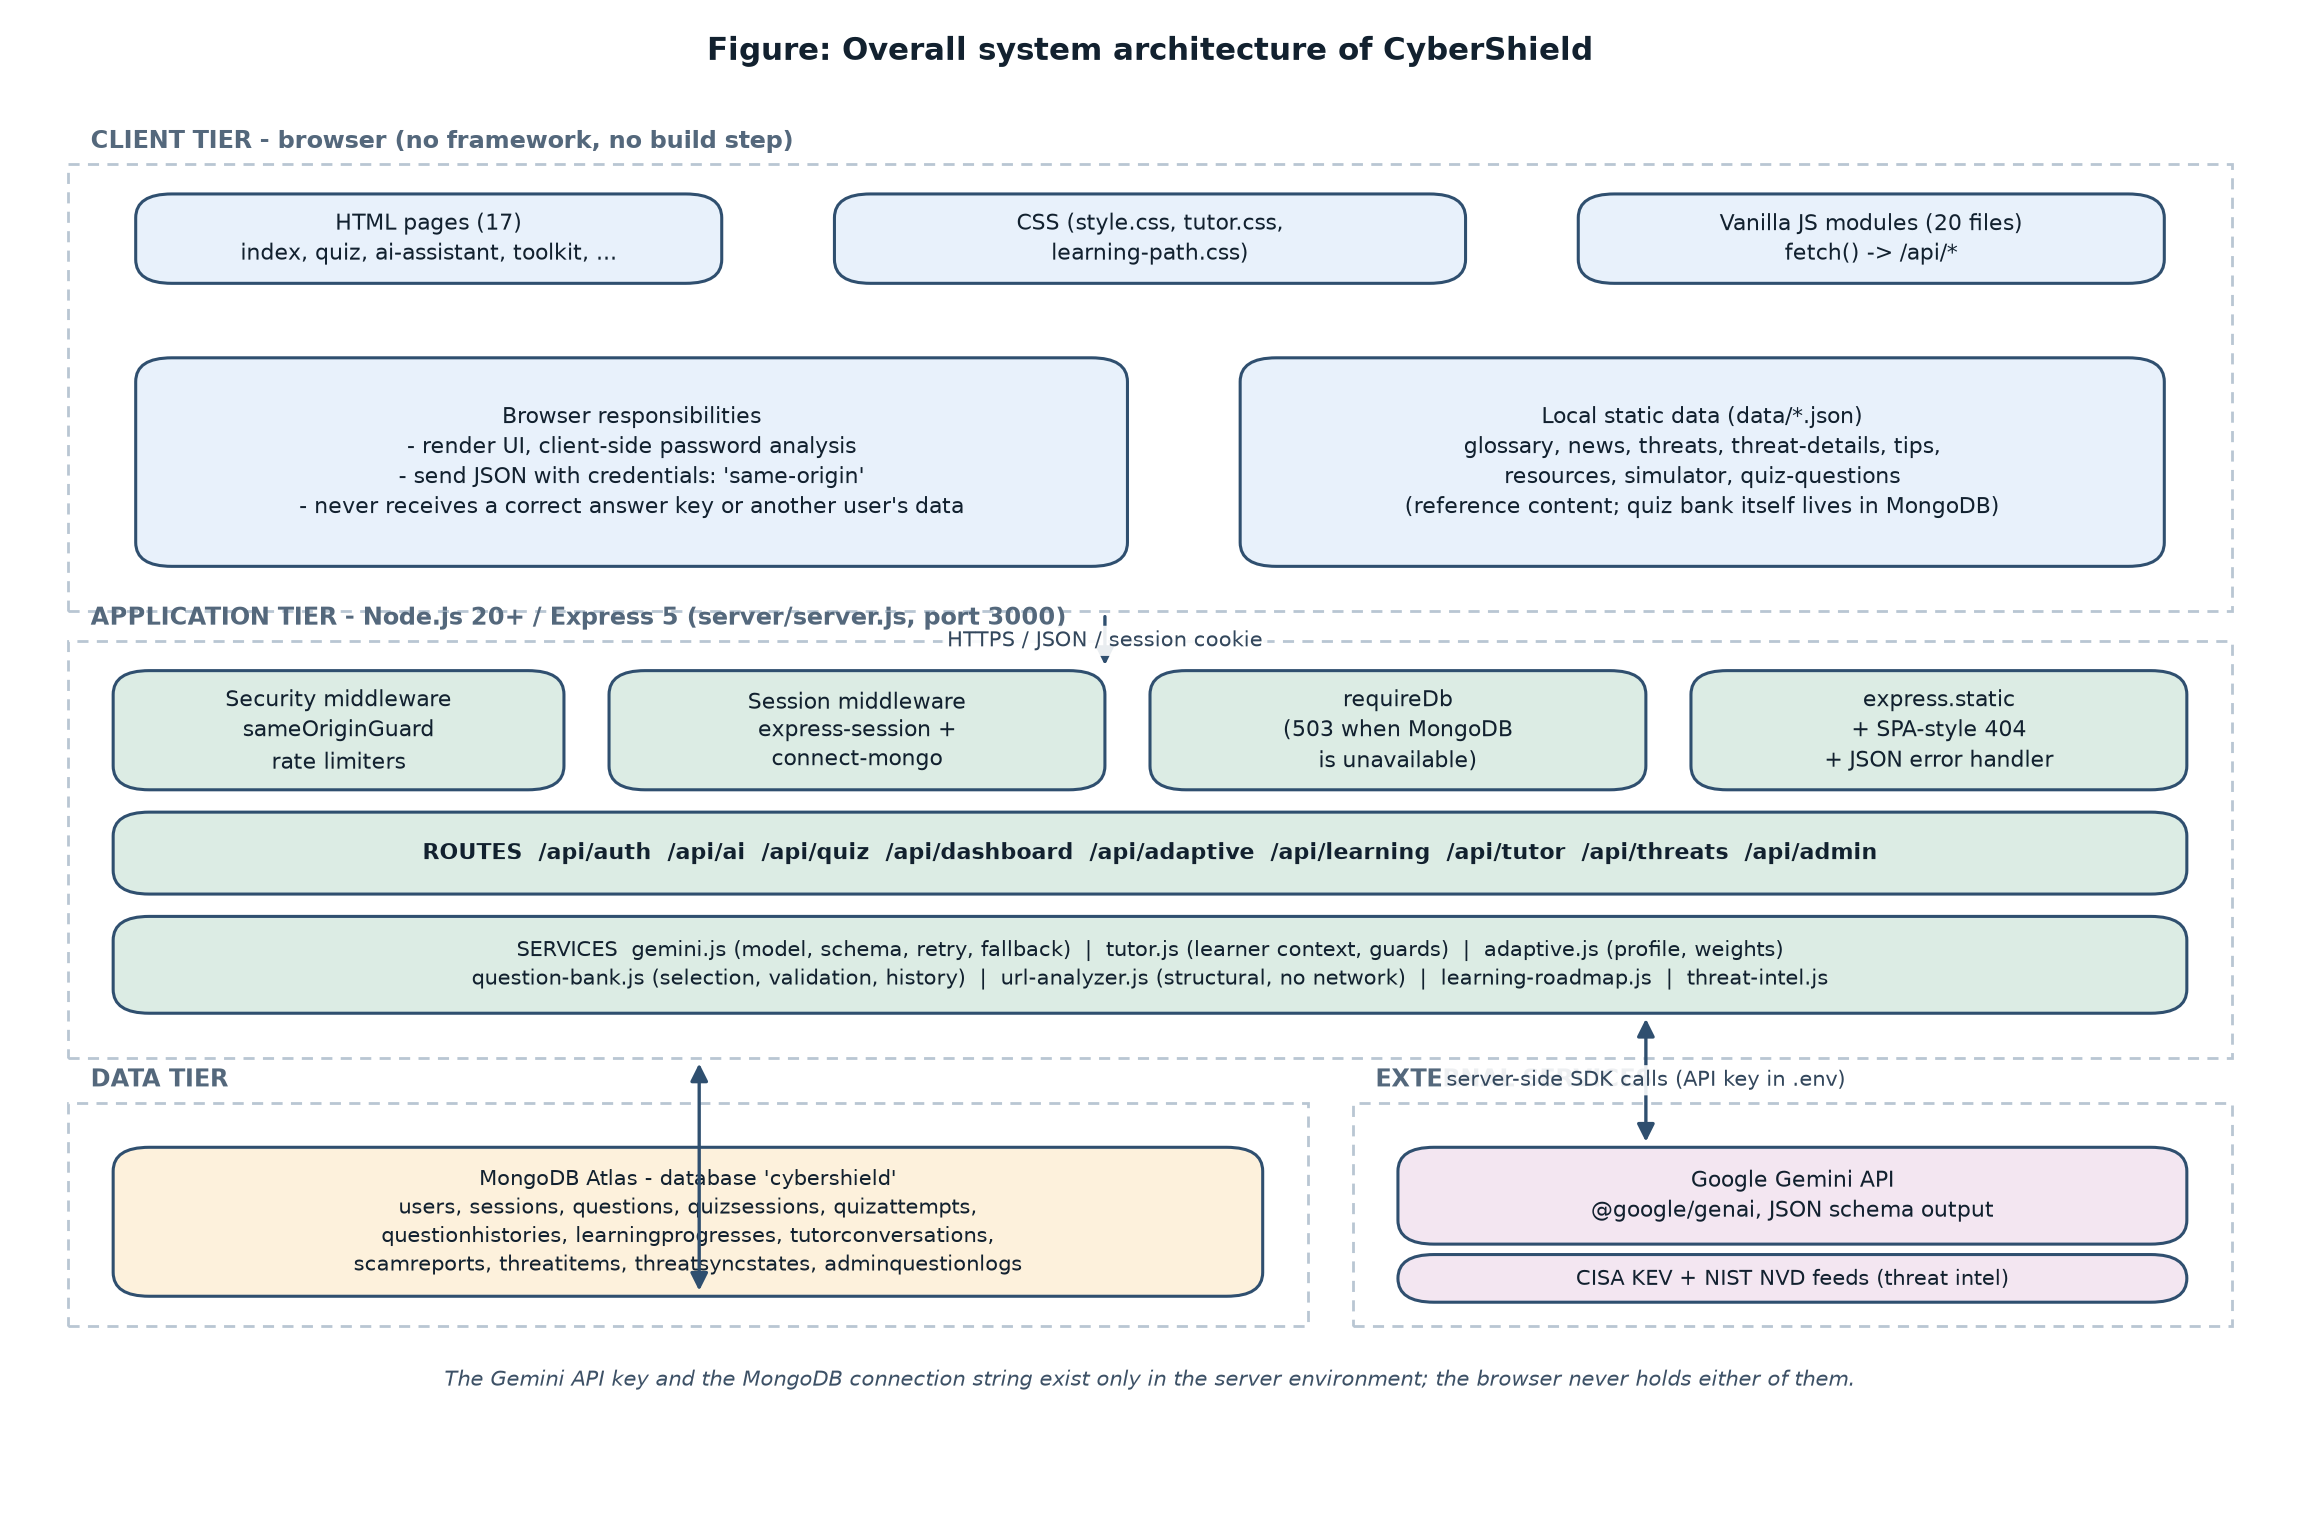 Figure: Overall system architecture of CyberShield
CLIENT TIER - browser (no framework, no build step)
HTML pages (17)
index, quiz, ai-assistant, toolkit, ...
CSS (style.css, tutor.css,
learning-path.css)
Vanilla JS modules (20 files)
fetch() -> /api/*
Browser responsibilities
- render UI, client-side password analysis
- send JSON with credentials: 'same-origin'
- never receives a correct answer key or another user's data
Local static data (data/*.json)
glossary, news, threats, threat-details, tips,
resources, simulator, quiz-questions
(reference content; quiz bank itself lives in MongoDB)
APPLICATION TIER - Node.js 20+ / Express 5 (server/server.js, port 3000)
HTTPS / JSON / session cookie
Security middleware
sameOriginGuard
rate limiters
Session middleware
express-session +
connect-mongo
requireDb
(503 when MongoDB
is unavailable)
express.static
+ SPA-style 404
+ JSON error handler
ROUTES /api/auth /api/ai /api/quiz /api/dashboard /api/adaptive /api/learning /api/tutor /api/threats /api/admin
SERVICES gemini.js (model, schema, retry, fallback) | tutor.js (learner context, guards) | adaptive.js (profile, weights)
question-bank.js (selection, validation, history) | url-analyzer.js (structural, no network) | learning-roadmap.js | threat-intel.js
DATA TIER
EXTERNAL SERVICES
server-side SDK calls (API key in .env)
MongoDB Atlas - database 'cybershield'
users, sessions, questions, quizsessions, quizattempts,
questionhistories, learningprogresses, tutorconversations,
scamreports, threatitems, threatsyncstates, adminquestionlogs
Google Gemini API
@google/genai, JSON schema output
CISA KEV + NIST NVD feeds (threat intel)
The Gemini API key and the MongoDB connection string exist only in the server environment; the browser never holds either of them.